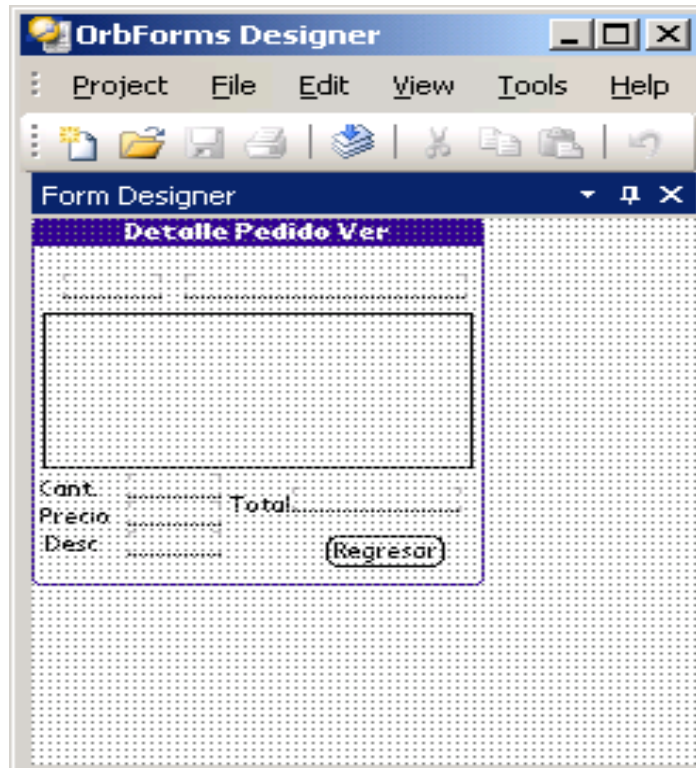 OrbForms Designer
Project File Edit View Tools Help
Form Designer
Detalle Pedido Ver
Cant.
Total
Precio
Desc
Regresar